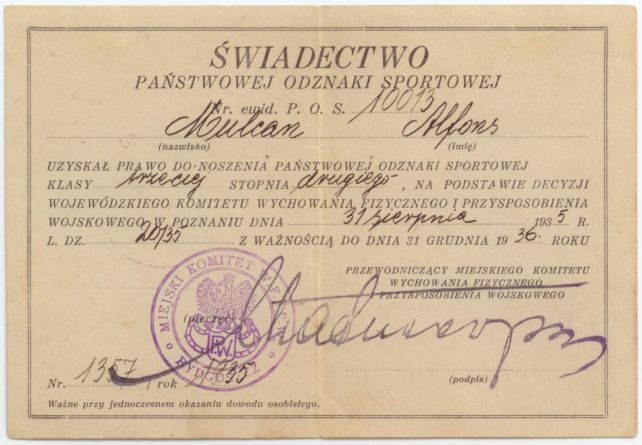 ŚWIADECTWO
PAŃSTWOWEJ ODZNAKI SPORTOWEJ
Nr. ewid. P. O. S. 10013
Mulcan Alfons
(nazwisko) (imię)
UZYSKAŁ PRAWO DO NOSZENIA PAŃSTWOWEJ ODZNAKI SPORTOWEJ
KLASY trzeciej STOPNIA drugiego, NA PODSTAWIE DECYZJI
WOJEWÓDZKIEGO KOMITETU WYCHOWANIA FIZYCZNEGO I PRZYSPOSOBIENIA
WOJSKOWEGO W POZNANIU DNIA 31 sierpnia 1935 R.
L. DZ. 20/35 Z WAŻNOŚCIĄ DO DNIA 31 GRUDNIA 1936. ROKU
PRZEWODNICZĄCY MIEJSKIEGO KOMITETU
WYCHOWANIA FIZYCZNEGO
PRZYSPOSOBIENIA WOJSKOWEGO
MIEJSKI KOMITET W.F.
P.W.
BYDGOSZCZ
(pieczęć)
Nr. 1357 / rok 1935
(podpis)
Ważne przy jednoczesnem okazaniu dowodu osobistego.